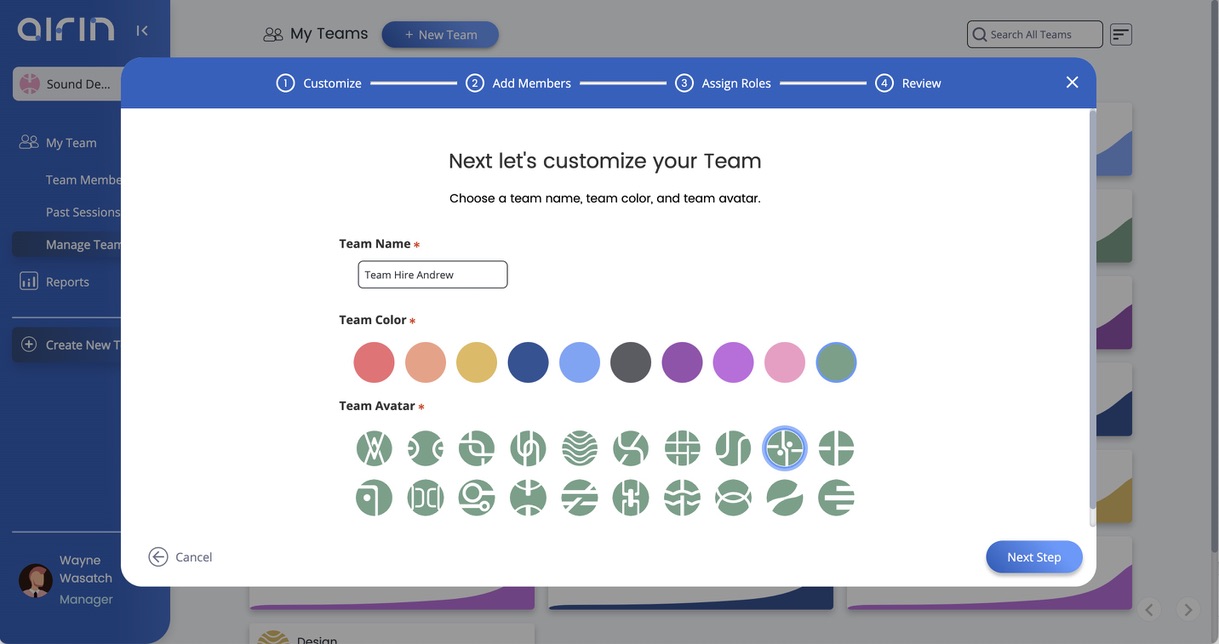 airin
My Teams
+ New Team
Search All Teams
Sound De...
1 Customize
2 Add Members
3 Assign Roles
4 Review
My Team
Team Membe
Past Sessions
Manage Team
Reports
Create New T
Next let's customize your Team
Choose a team name, team color, and team avatar.
Team Name *
Team Hire Andrew
Team Color *
Team Avatar *
Cancel
Next Step
Wayne
Wasatch
Manager
Design